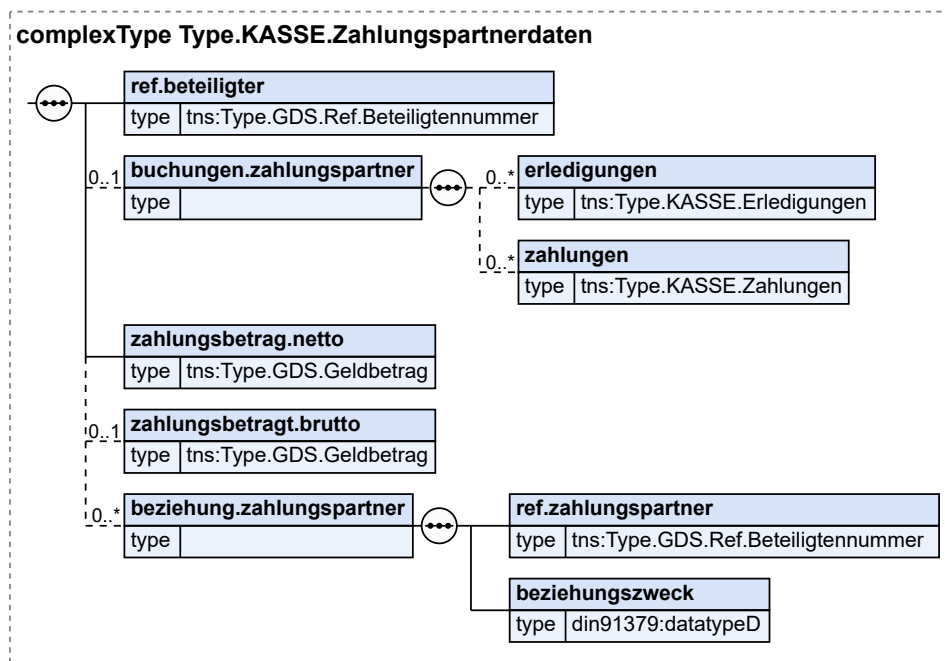 complexType Type.KASSE.Zahlungspartnerdaten
ref.beteiligter
type tns:Type.GDS.Ref.Beteiligtennummer
0..1 buchungen.zahlungspartner
type
0..* erledigungen
type tns:Type.KASSE.Erledigungen
0..* zahlungen
type tns:Type.KASSE.Zahlungen
zahlungsbetrag.netto
type tns:Type.GDS.Geldbetrag
0..1 zahlungsbetragt.brutto
type tns:Type.GDS.Geldbetrag
0..* beziehung.zahlungspartner
type
ref.zahlungspartner
type tns:Type.GDS.Ref.Beteiligtennummer
beziehungszweck
type din91379:datatypeD